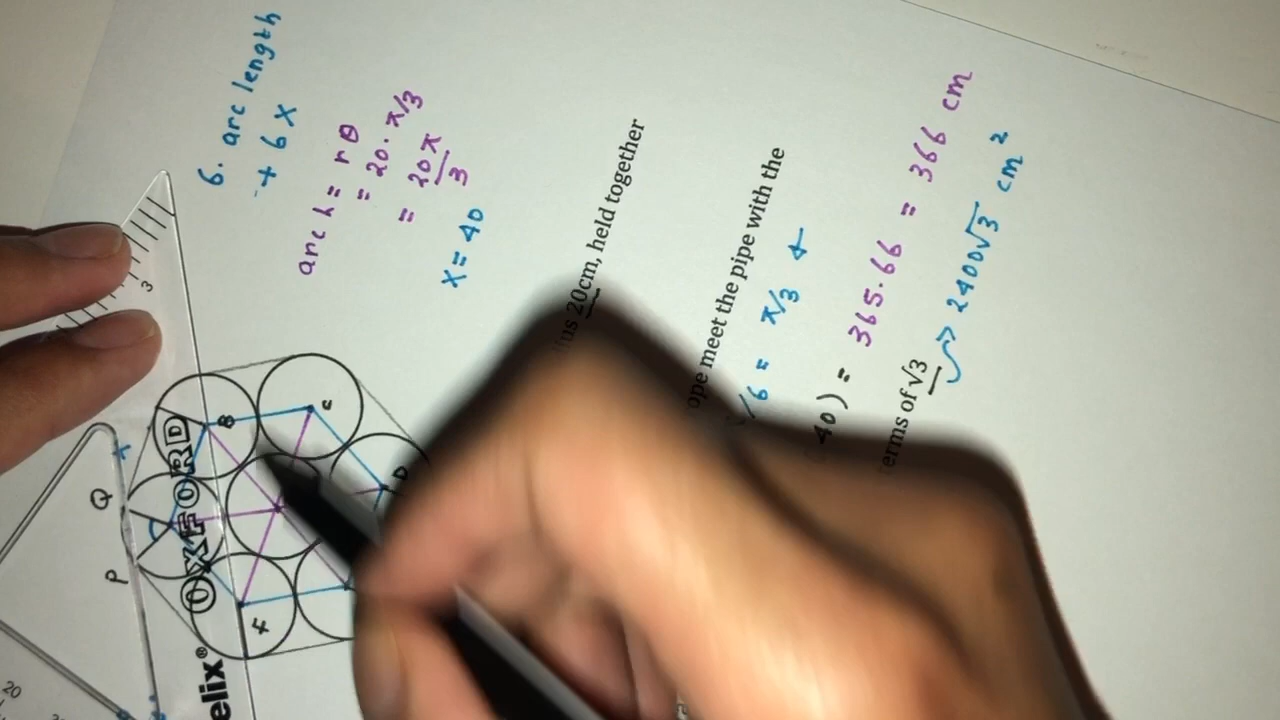 6. arc length
+ 6x
arc h = rθ
= 20. π/3
= 20π
3
x = 40
20cm, held together
ope meet the pipe with the
/6 = π/3
40) = 365.66 = 366 cm
erms of √3
2400√3 cm²
Q
P
B
C
D
F
OXFORD
elix®
3
20